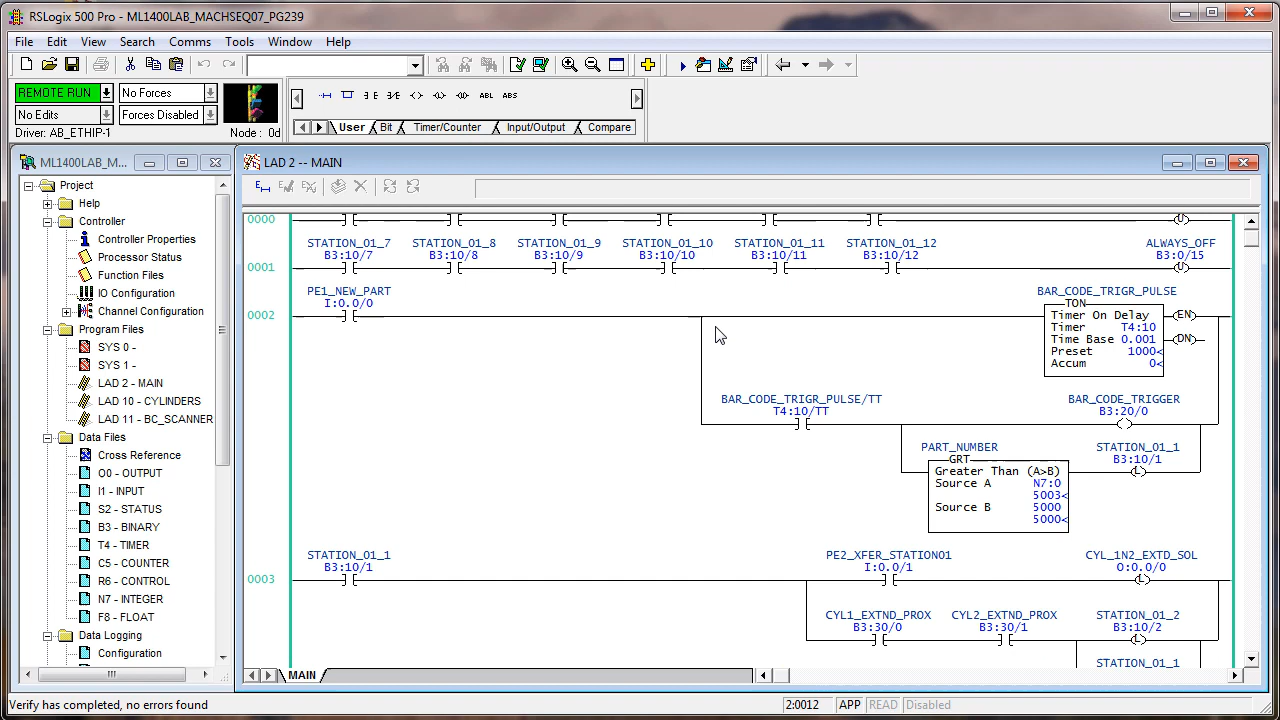 RSLogix 500 Pro - ML1400LAB_MACHSEQ07_PG239
File Edit View Search Comms Tools Window Help
REMOTE RUN No Forces
No Edits Forces Disabled
Driver: AB_ETHIP-1 Node : 0d
ABL ABS
User Bit Timer/Counter Input/Output Compare
ML1400LAB_M...
LAD 2 -- MAIN
Project
Help
Controller
Controller Properties
Processor Status
Function Files
IO Configuration
Channel Configuration
Program Files
SYS 0 -
SYS 1 -
LAD 2 - MAIN
LAD 10 - CYLINDERS
LAD 11 - BC_SCANNER
Data Files
Cross Reference
O0 - OUTPUT
I1 - INPUT
S2 - STATUS
B3 - BINARY
T4 - TIMER
C5 - COUNTER
R6 - CONTROL
N7 - INTEGER
F8 - FLOAT
Data Logging
Configuration
0000 U
STATION_01_7 STATION_01_8 STATION_01_9 STATION_01_10 STATION_01_11 STATION_01_12 ALWAYS_OFF
B3:10/7 B3:10/8 B3:10/9 B3:10/10 B3:10/11 B3:10/12 B3:0/15
0001 U
PE1_NEW_PART BAR_CODE_TRIGR_PULSE
I:0.0/0 TON
0002 Timer On Delay EN
Timer T4:10
Time Base 0.001 DN
Preset 1000<
Accum 0<
BAR_CODE_TRIGR_PULSE/TT BAR_CODE_TRIGGER
T4:10/TT B3:20/0
PART_NUMBER STATION_01_1
GRT B3:10/1
Greater Than (A>B) L
Source A N7:0
5003<
Source B 5000
5000<
STATION_01_1 PE2_XFER_STATION01 CYL_1N2_EXTD_SOL
B3:10/1 I:0.0/1 O:0.0/0
0003 L
CYL1_EXTND_PROX CYL2_EXTND_PROX STATION_01_2
B3:30/0 B3:30/1 B3:10/2
L
STATION_01_1
MAIN
Verify has completed, no errors found 2:0012 APP READ Disabled